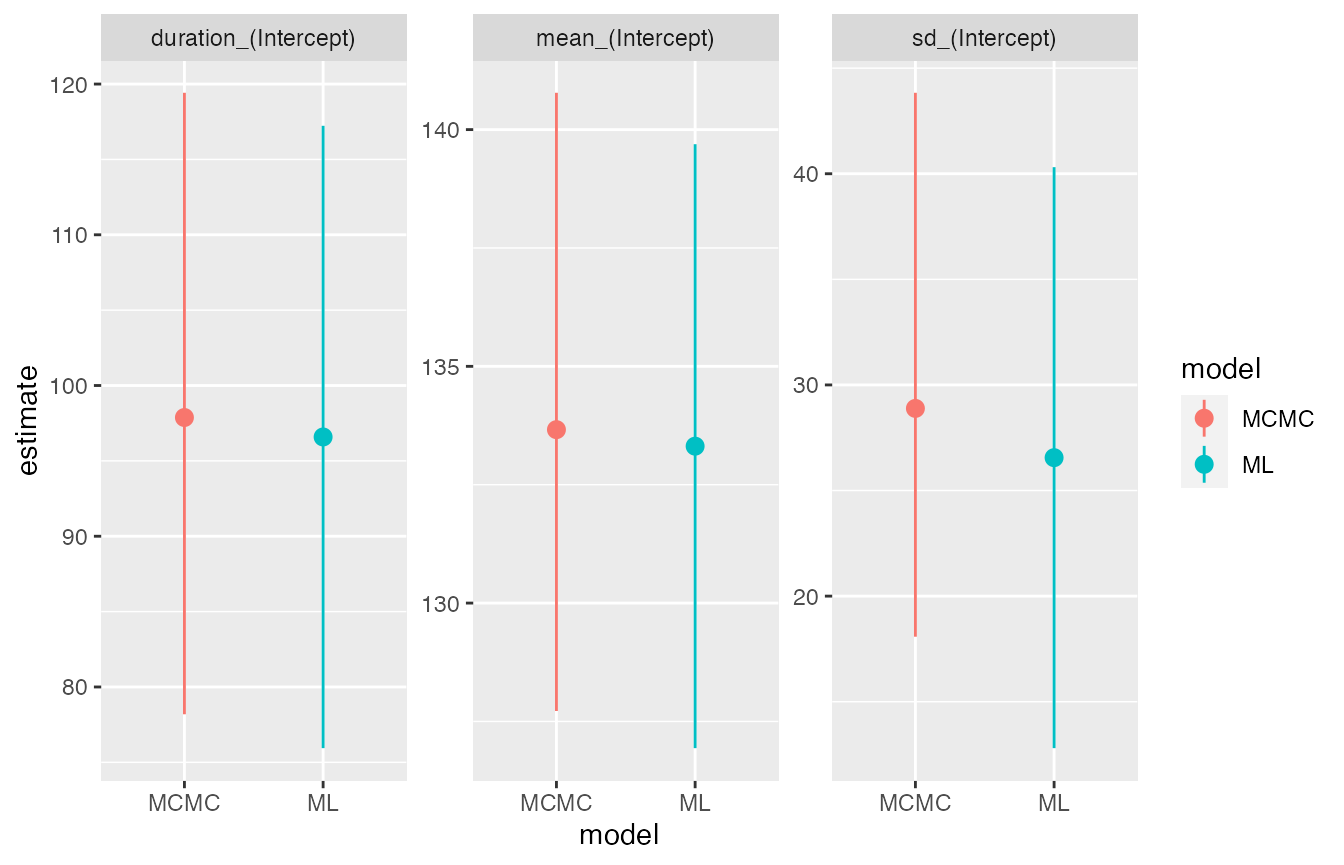 duration_(Intercept)
mean_(Intercept)
sd_(Intercept)
estimate
120
110
100
90
80
140
135
130
40
30
20
MCMC
ML
MCMC
ML
MCMC
ML
model
model
MCMC
ML